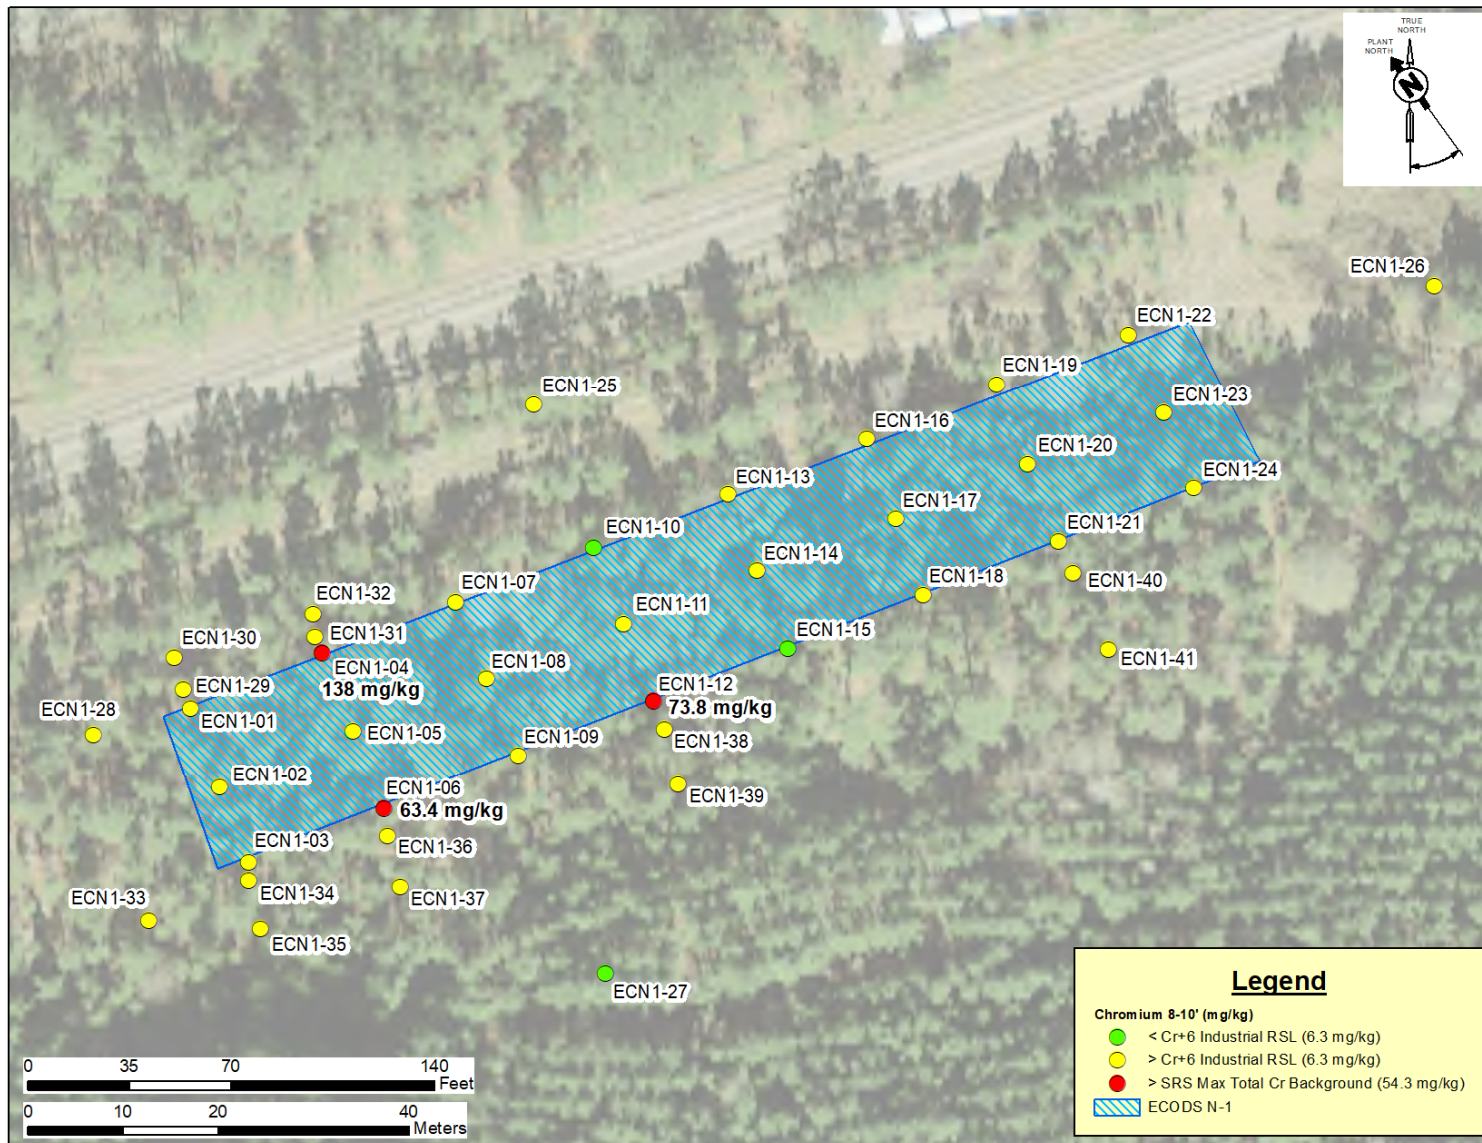 TRUE
NORTH
PLANT
NORTH
N
ECN1-26
ECN1-22
ECN1-19
ECN1-25
ECN1-23
ECN1-16
ECN1-20
ECN1-13
ECN1-24
ECN1-17
ECN1-10
ECN1-21
ECN1-14
ECN1-40
ECN1-07
ECN1-18
ECN1-32
ECN1-11
ECN1-15
ECN1-31
ECN1-30
ECN1-41
ECN1-04
138 mg/kg
ECN1-08
ECN1-12
73.8 mg/kg
ECN1-29
ECN1-28
ECN1-01
ECN1-05
ECN1-09
ECN1-38
ECN1-02
ECN1-06
63.4 mg/kg
ECN1-39
ECN1-03
ECN1-36
ECN1-34
ECN1-37
ECN1-33
ECN1-35
ECN1-27
Legend
Chromium 8-10' (mg/kg)
< Cr+6 Industrial RSL (6.3 mg/kg)
> Cr+6 Industrial RSL (6.3 mg/kg)
> SRS Max Total Cr Background (54.3 mg/kg)
ECODS N-1
0 35 70 140
Feet
0 10 20 40
Meters